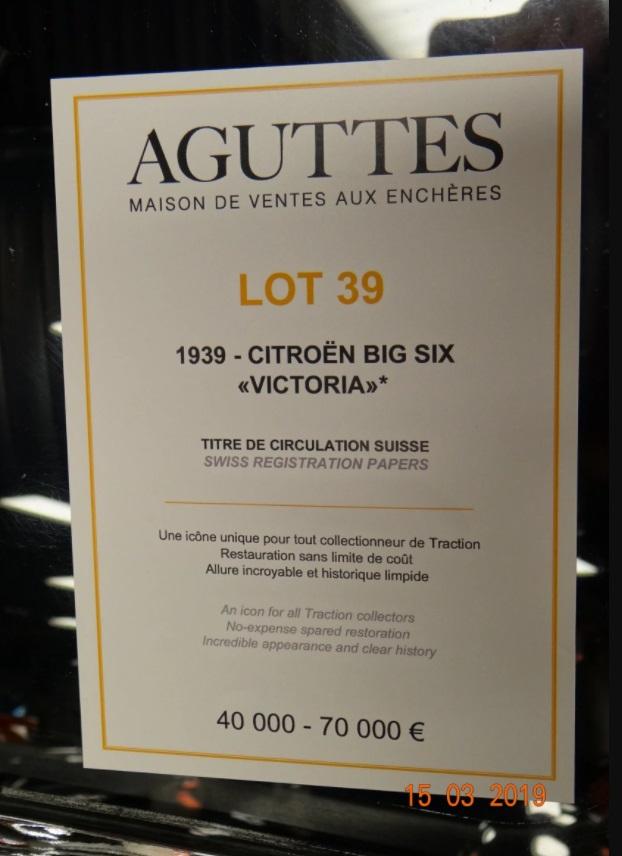 AGUTTES
MAISON DE VENTES AUX ENCHÈRES
LOT 39
1939 - CITROËN BIG SIX
«VICTORIA»*
TITRE DE CIRCULATION SUISSE
SWISS REGISTRATION PAPERS
Une icône unique pour tout collectionneur de Traction
Restauration sans limite de coût
Allure incroyable et historique limpide
An icon for all Traction collectors
No-expense spared restoration
Incredible appearance and clear history
40 000 - 70 000 €
15 03 2019